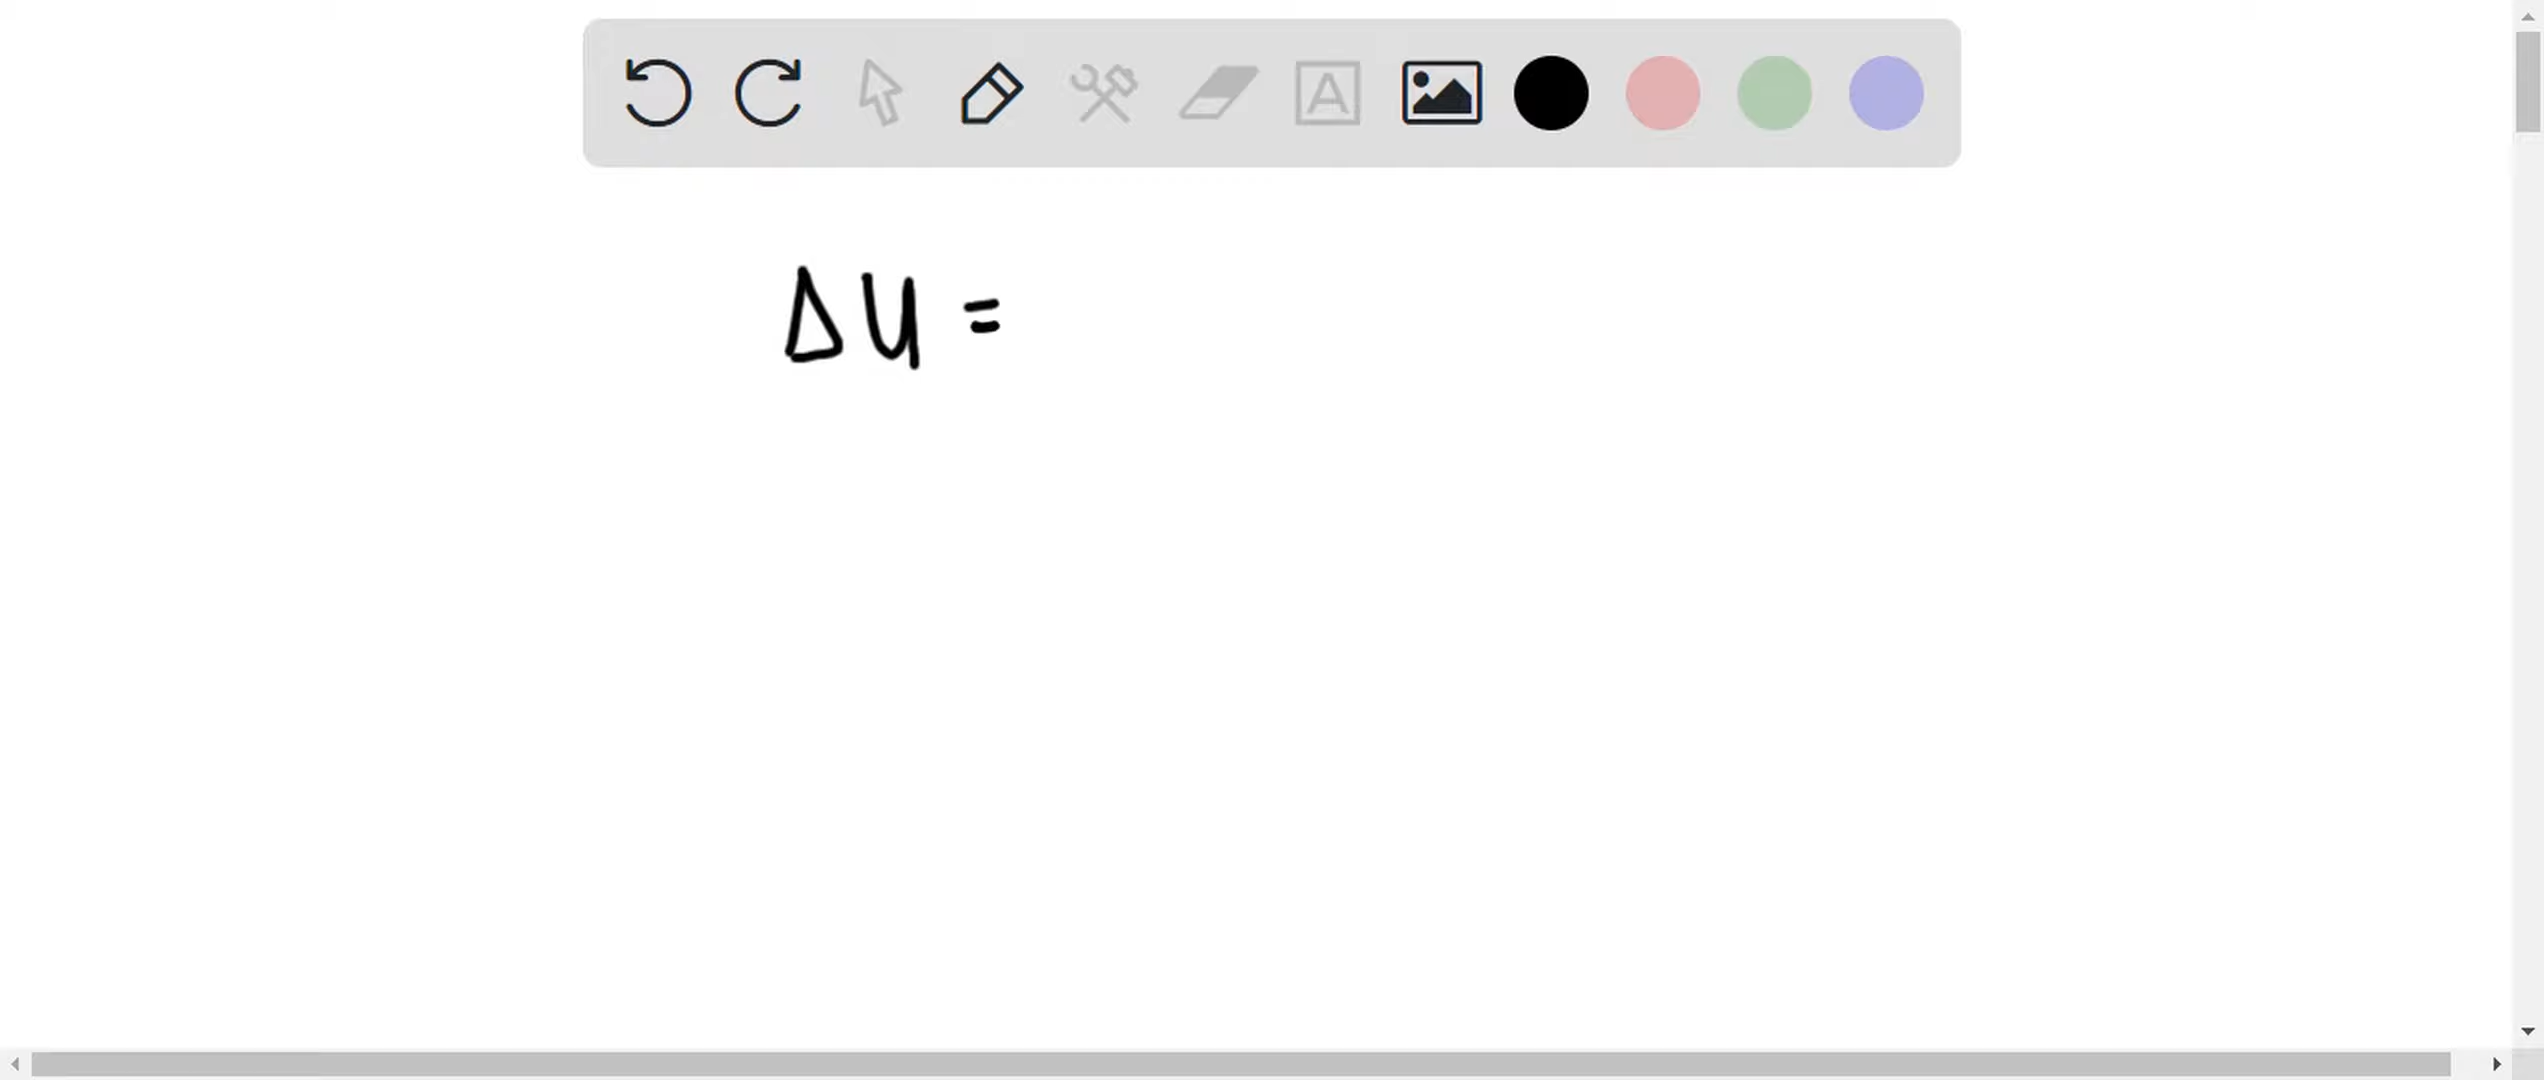 ΔU =